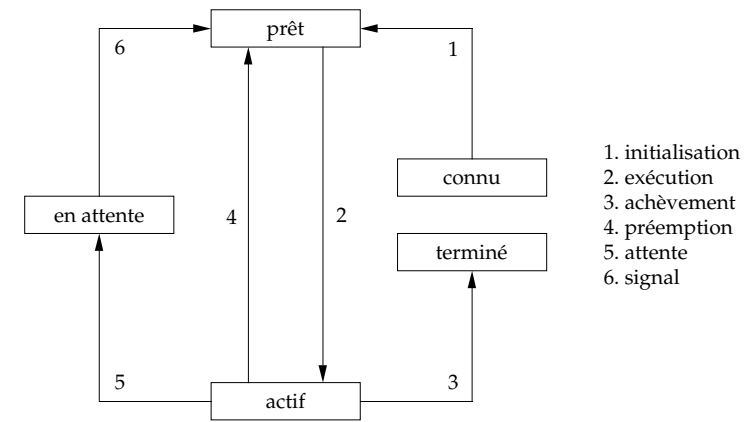 prêt
6
1
connu
en attente
4
2
terminé
5
3
actif
1. initialisation
2. exécution
3. achèvement
4. préemption
5. attente
6. signal